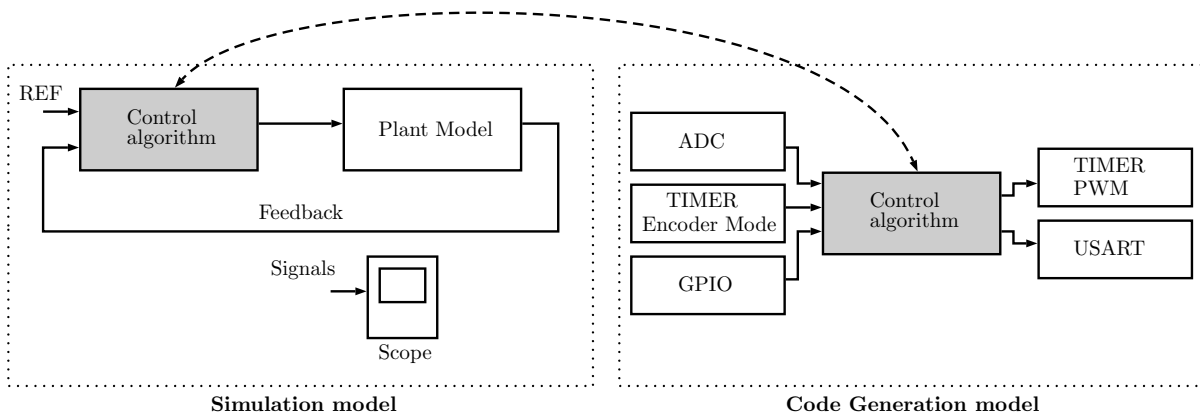 REF
Control
algorithm
Plant Model
Feedback
Signals
Scope
Simulation model
ADC
TIMER
Encoder Mode
GPIO
Control
algorithm
TIMER
PWM
USART
Code Generation model